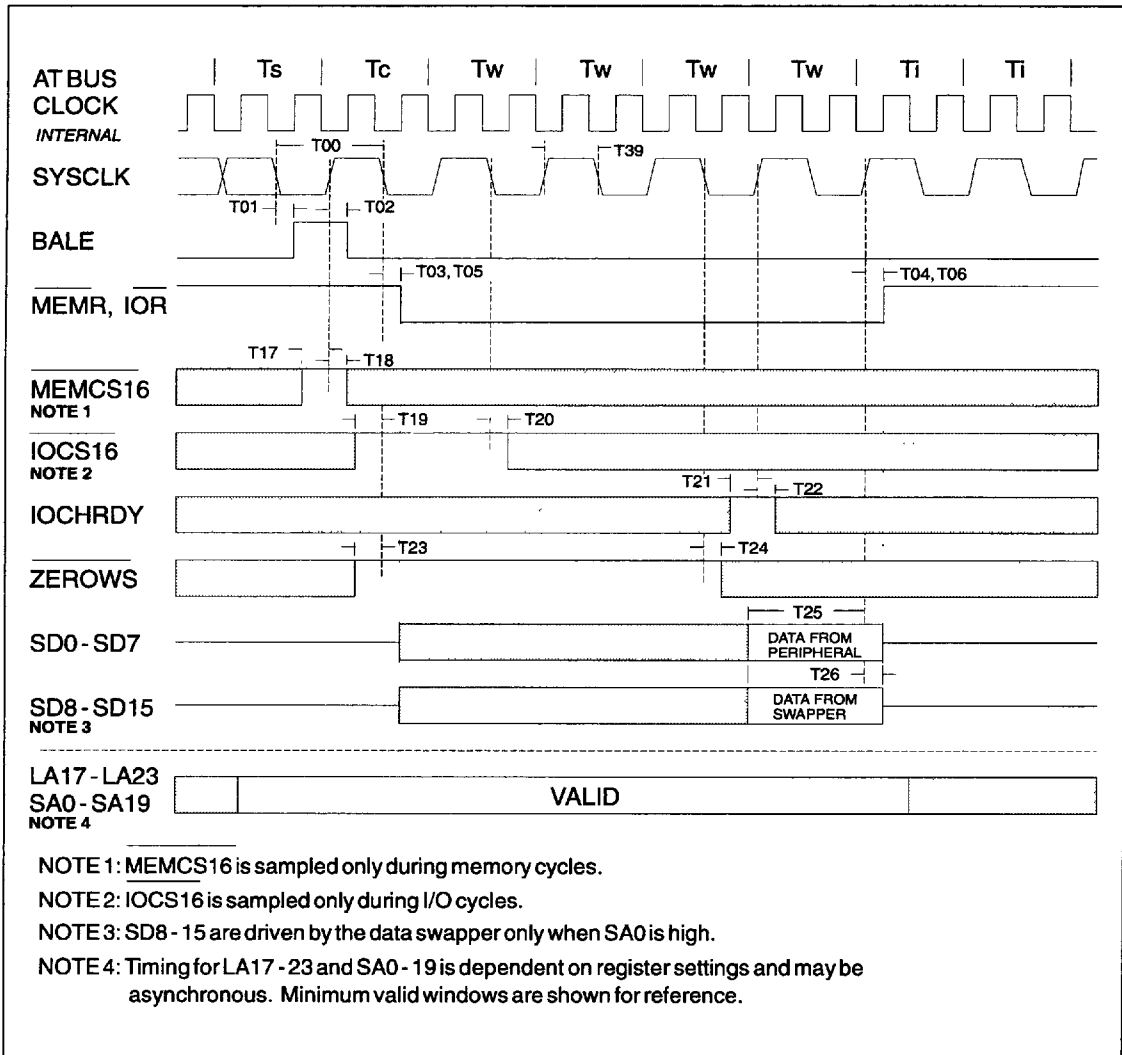 AT BUS
CLOCK
INTERNAL
Ts Tc Tw Tw Tw Tw Ti Ti
T00
T39
SYSCLK
T01 T02
BALE
T03, T05
T04, T06
MEMR, IOR
T17
T18
MEMCS16
NOTE 1
T19 T20
IOCS16
NOTE 2
T21
T22
IOCHRDY
T23 T24
ZEROWS
T25
SD0 - SD7
DATA FROM
PERIPHERAL
T26
SD8 - SD15
NOTE 3
DATA FROM
SWAPPER
LA17 - LA23
SA0 - SA19
NOTE 4
VALID
NOTE 1: MEMCS16 is sampled only during memory cycles.
NOTE 2: IOCS16 is sampled only during I/O cycles.
NOTE 3: SD8 - 15 are driven by the data swapper only when SA0 is high.
NOTE 4: Timing for LA17 - 23 and SA0 - 19 is dependent on register settings and may be
asynchronous. Minimum valid windows are shown for reference.